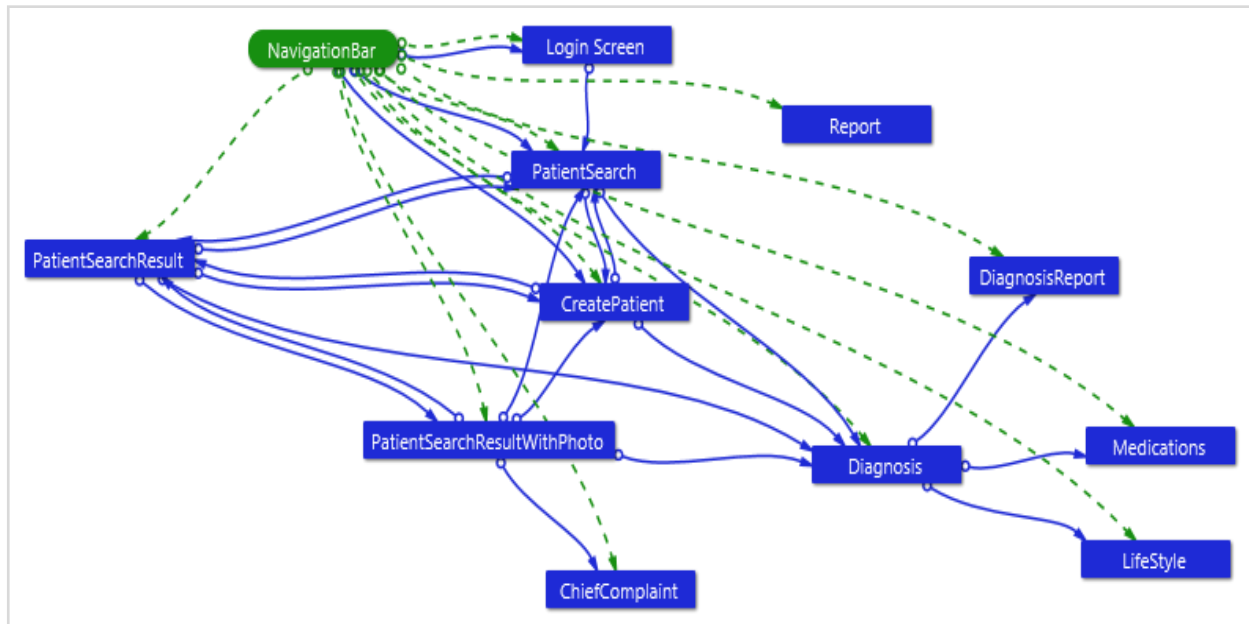 NavigationBar
Login Screen
Report
PatientSearch
PatientSearchResult
DiagnosisReport
CreatePatient
PatientSearchResultWithPhoto
Medications
Diagnosis
LifeStyle
ChiefComplaint